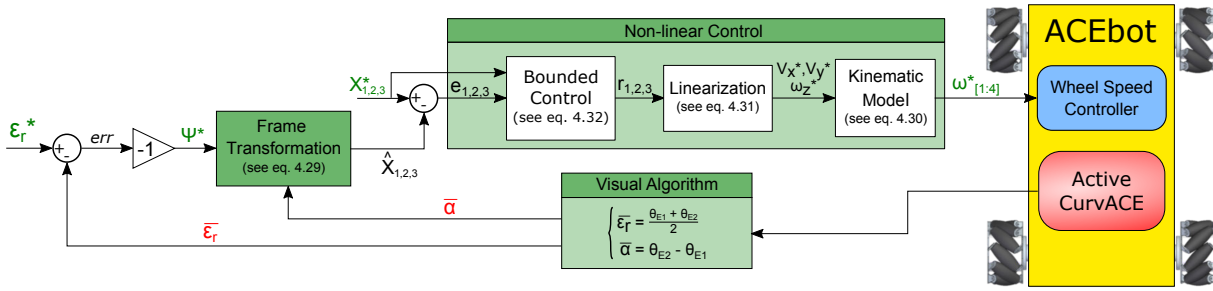 Non-linear Control
ACEbot
X*1,2,3
+
-
e1,2,3
Bounded
Control
(see eq. 4.32)
r1,2,3
Linearization
(see eq. 4.31)
Vx*,Vy*
ωz*
Kinematic
Model
(see eq. 4.30)
ω*[1:4]
Wheel Speed
Controller
εr*
+
-
err
-1
Ψ*
Frame
Transformation
(see eq. 4.29)
X̂1,2,3
Visual Algorithm
ε̅r = (θE1 + θE2)/2
α̅ = θE2 - θE1
α̅
ε̅r
Active
CurvACE